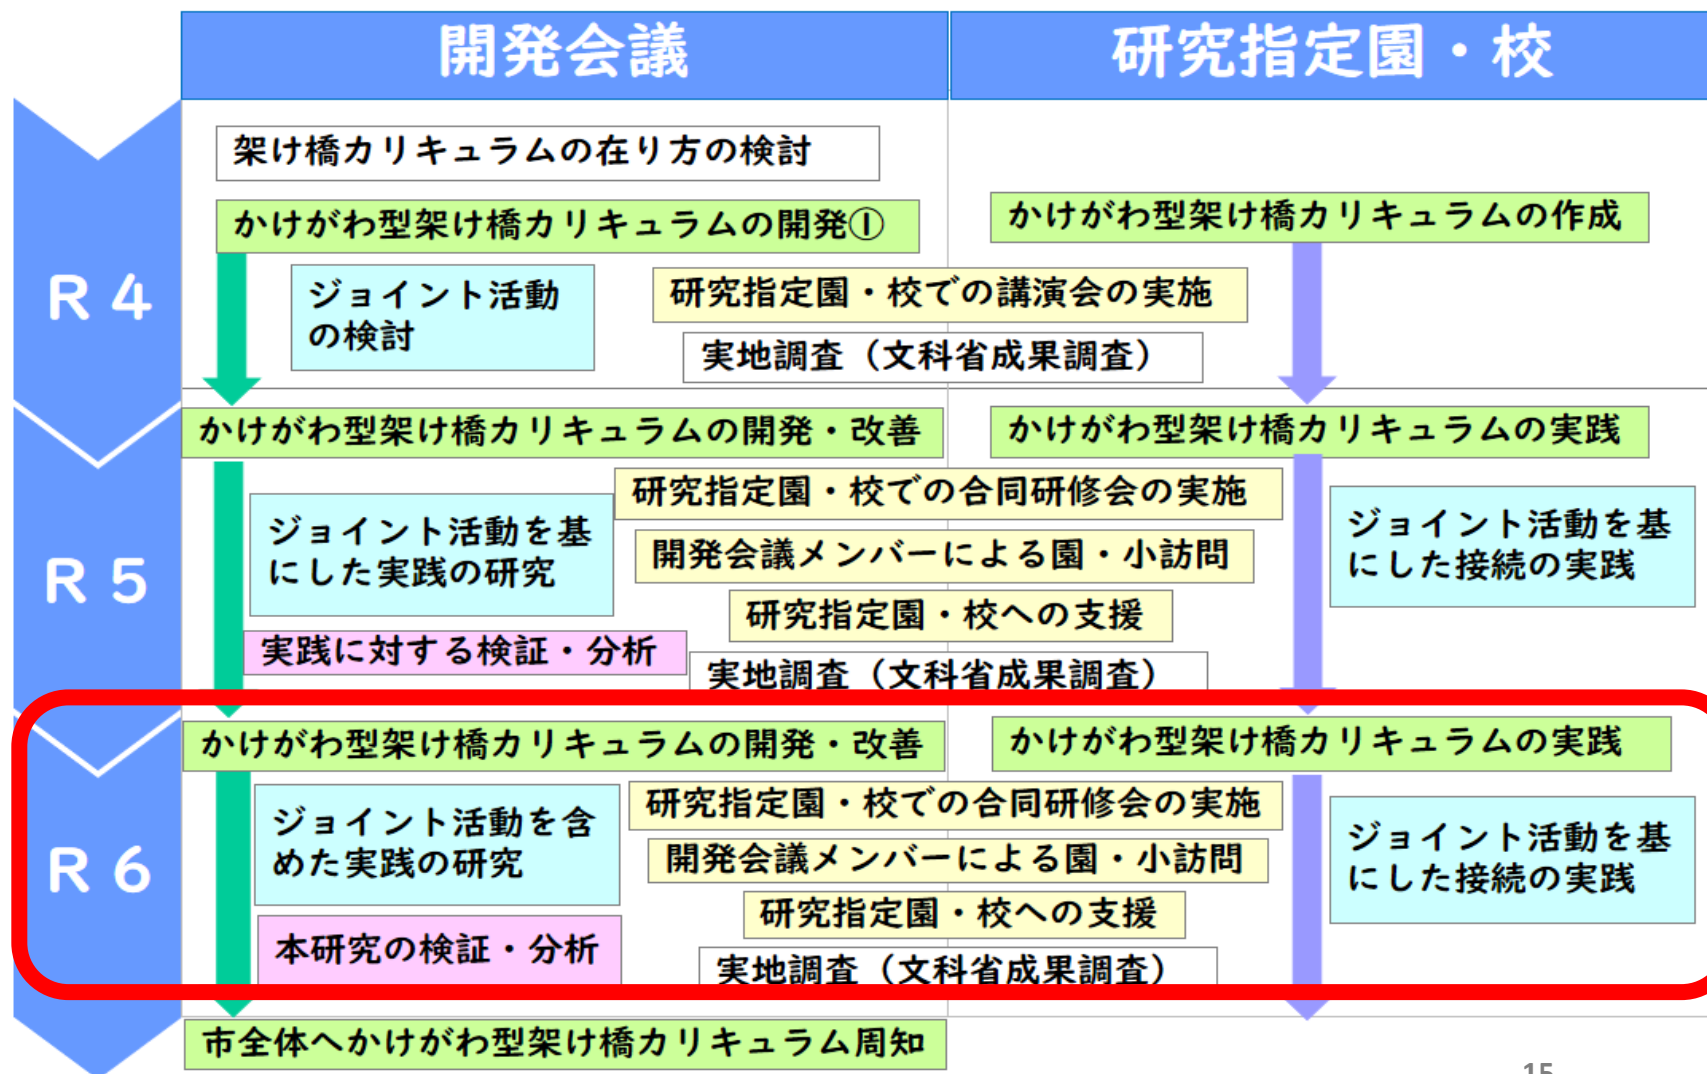 開発会議
研究指定園・校
R4
架け橋カリキュラムの在り方の検討
かけがわ型架け橋カリキュラムの開発①
かけがわ型架け橋カリキュラムの作成
ジョイント活動
の検討
研究指定園・校での講演会の実施
実地調査（文科省成果調査）
R5
かけがわ型架け橋カリキュラムの開発・改善
かけがわ型架け橋カリキュラムの実践
ジョイント活動を基
にした実践の研究
研究指定園・校での合同研修会の実施
開発会議メンバーによる園・小訪問
研究指定園・校への支援
実践に対する検証・分析
実地調査（文科省成果調査）
ジョイント活動を基
にした接続の実践
R6
かけがわ型架け橋カリキュラムの開発・改善
かけがわ型架け橋カリキュラムの実践
ジョイント活動を含
めた実践の研究
研究指定園・校での合同研修会の実施
開発会議メンバーによる園・小訪問
研究指定園・校への支援
本研究の検証・分析
実地調査（文科省成果調査）
ジョイント活動を基
にした接続の実践
市全体へかけがわ型架け橋カリキュラム周知
15